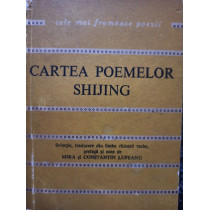 cele mai frumoase poezii
CARTEA POEMELOR
SHIJING
Selecție, traducere din limba chineză veche,
prefață și note de
MIRA și CONSTANTIN LUPEANU